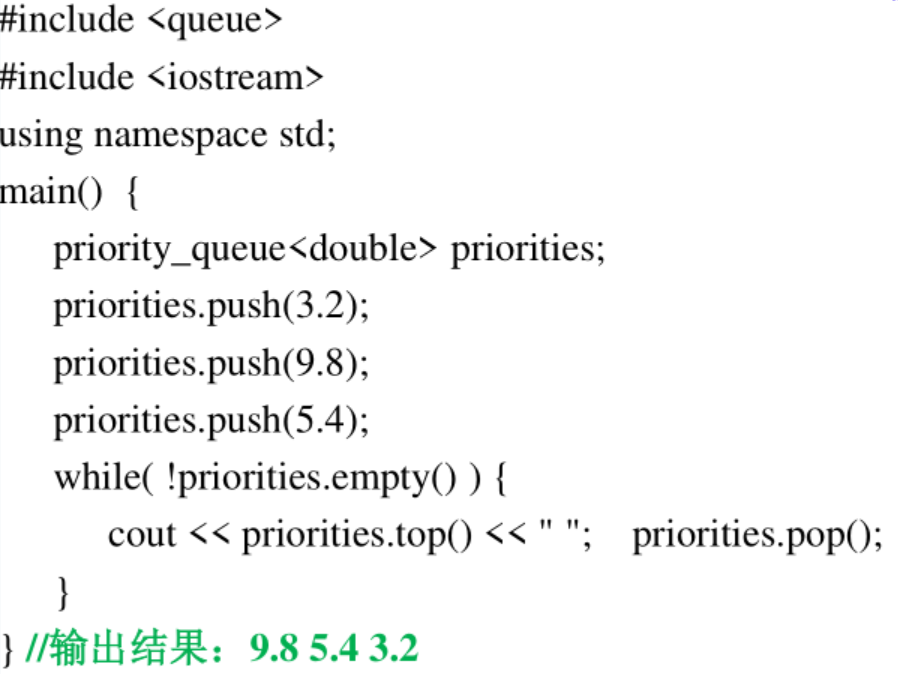 #include <queue>
#include <iostream>
using namespace std;
main()  {
priority_queue<double> priorities;
priorities.push(3.2);
priorities.push(9.8);
priorities.push(5.4);
while( !priorities.empty() ) {
cout << priorities.top() << " ";    priorities.pop();
}
} //输出结果：9.8 5.4 3.2